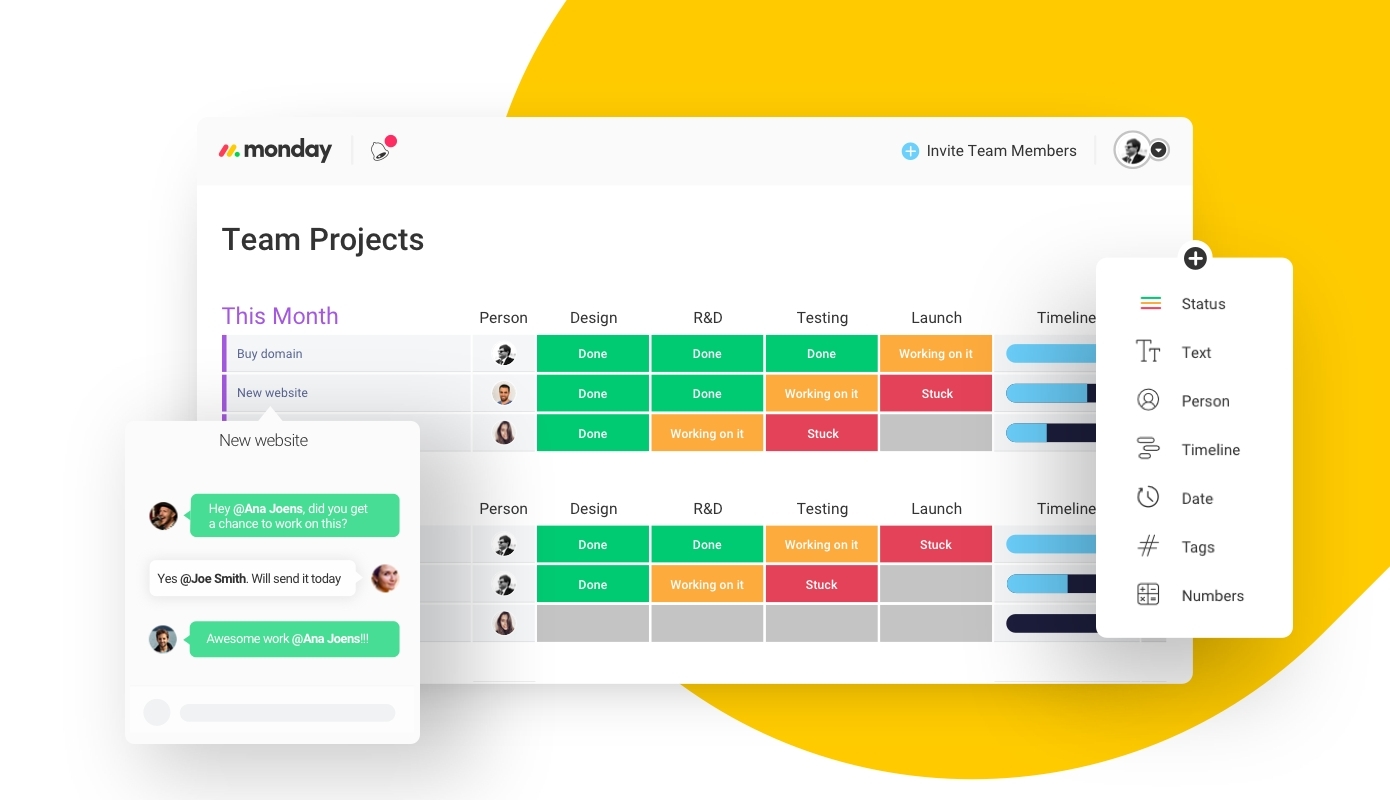 monday
Invite Team Members
Team Projects
This Month
Person
Design
R&D
Testing
Launch
Timeline
Buy domain
Done
Done
Done
Working on it
New website
Done
Done
Working on it
Stuck
Done
Working on it
Stuck
Person
Design
R&D
Testing
Launch
Timeline
Done
Done
Working on it
Stuck
Done
Working on it
Stuck
New website
Hey @Ana Joens, did you get
a chance to work on this?
Yes @Joe Smith. Will send it today
Awesome work @Ana Joens!!!
Status
Text
Person
Timeline
Date
Tags
Numbers